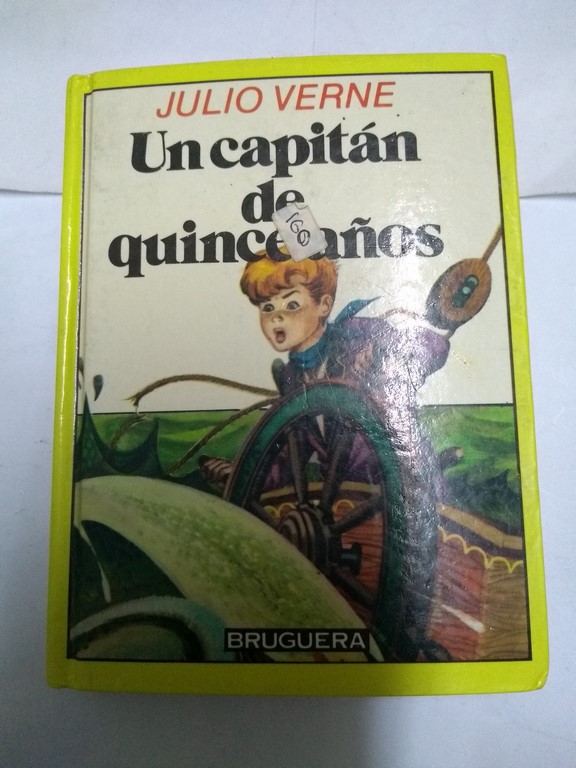 JULIO VERNE
Un capitán
de
160
quince años
BRUGUERA